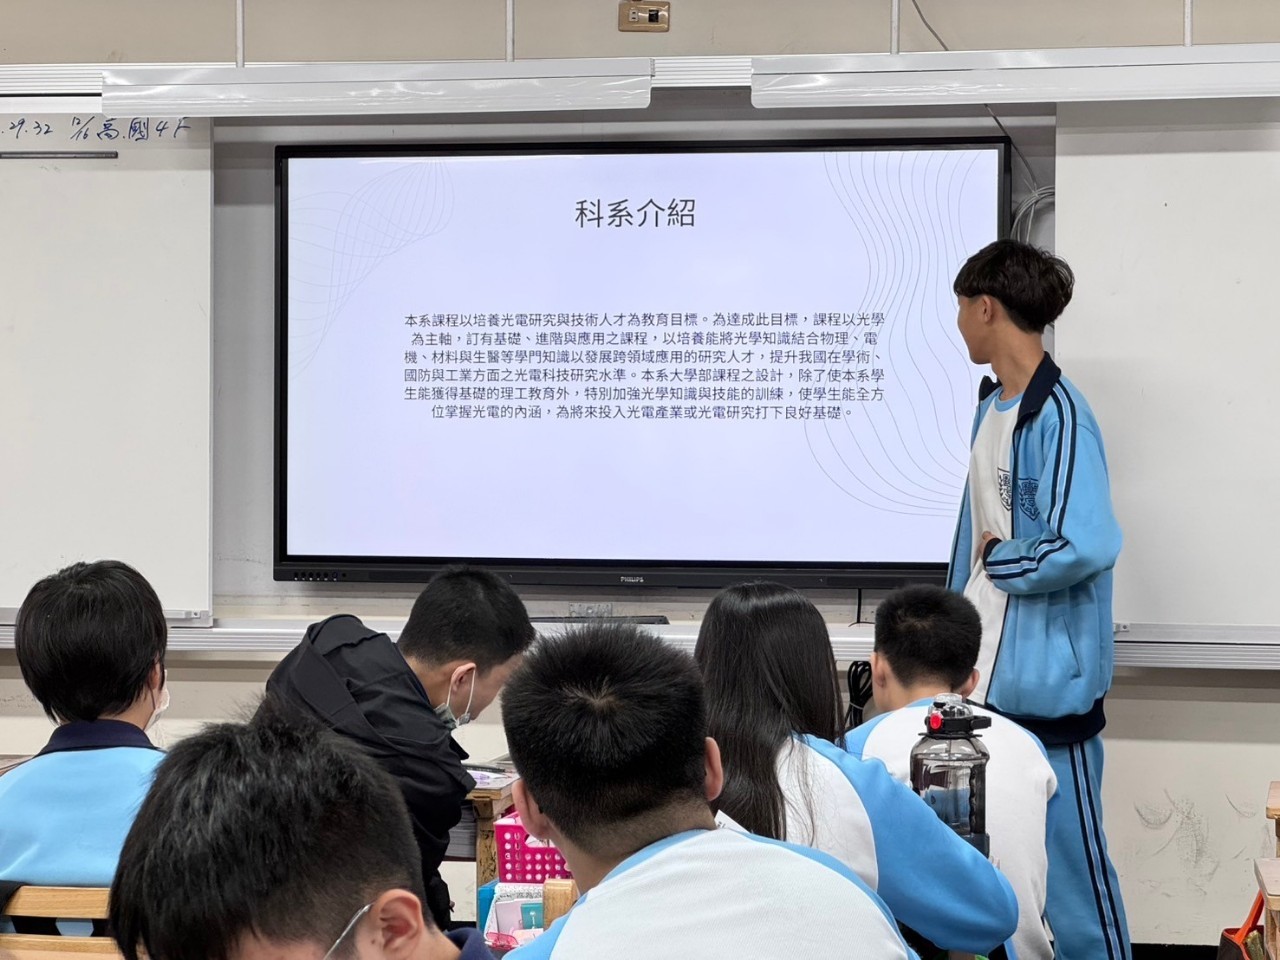 .29.32 12/16 高.國4F
科系介紹
本系課程以培養光電研究與技術人才為教育目標。為達成此目標，課程以光學
為主軸，訂有基礎、進階與應用之課程，以培養能將光學知識結合物理、電
機、材料與生醫等學門知識以發展跨領域應用的研究人才，提升我國在學術、
國防與工業方面之光電科技研究水準。本系大學部課程之設計，除了使本系學
生能獲得基礎的理工教育外，特別加強光學知識與技能的訓練，使學生能全方
位掌握光電的內涵，為將來投入光電產業或光電研究打下良好基礎。
PHILIPS